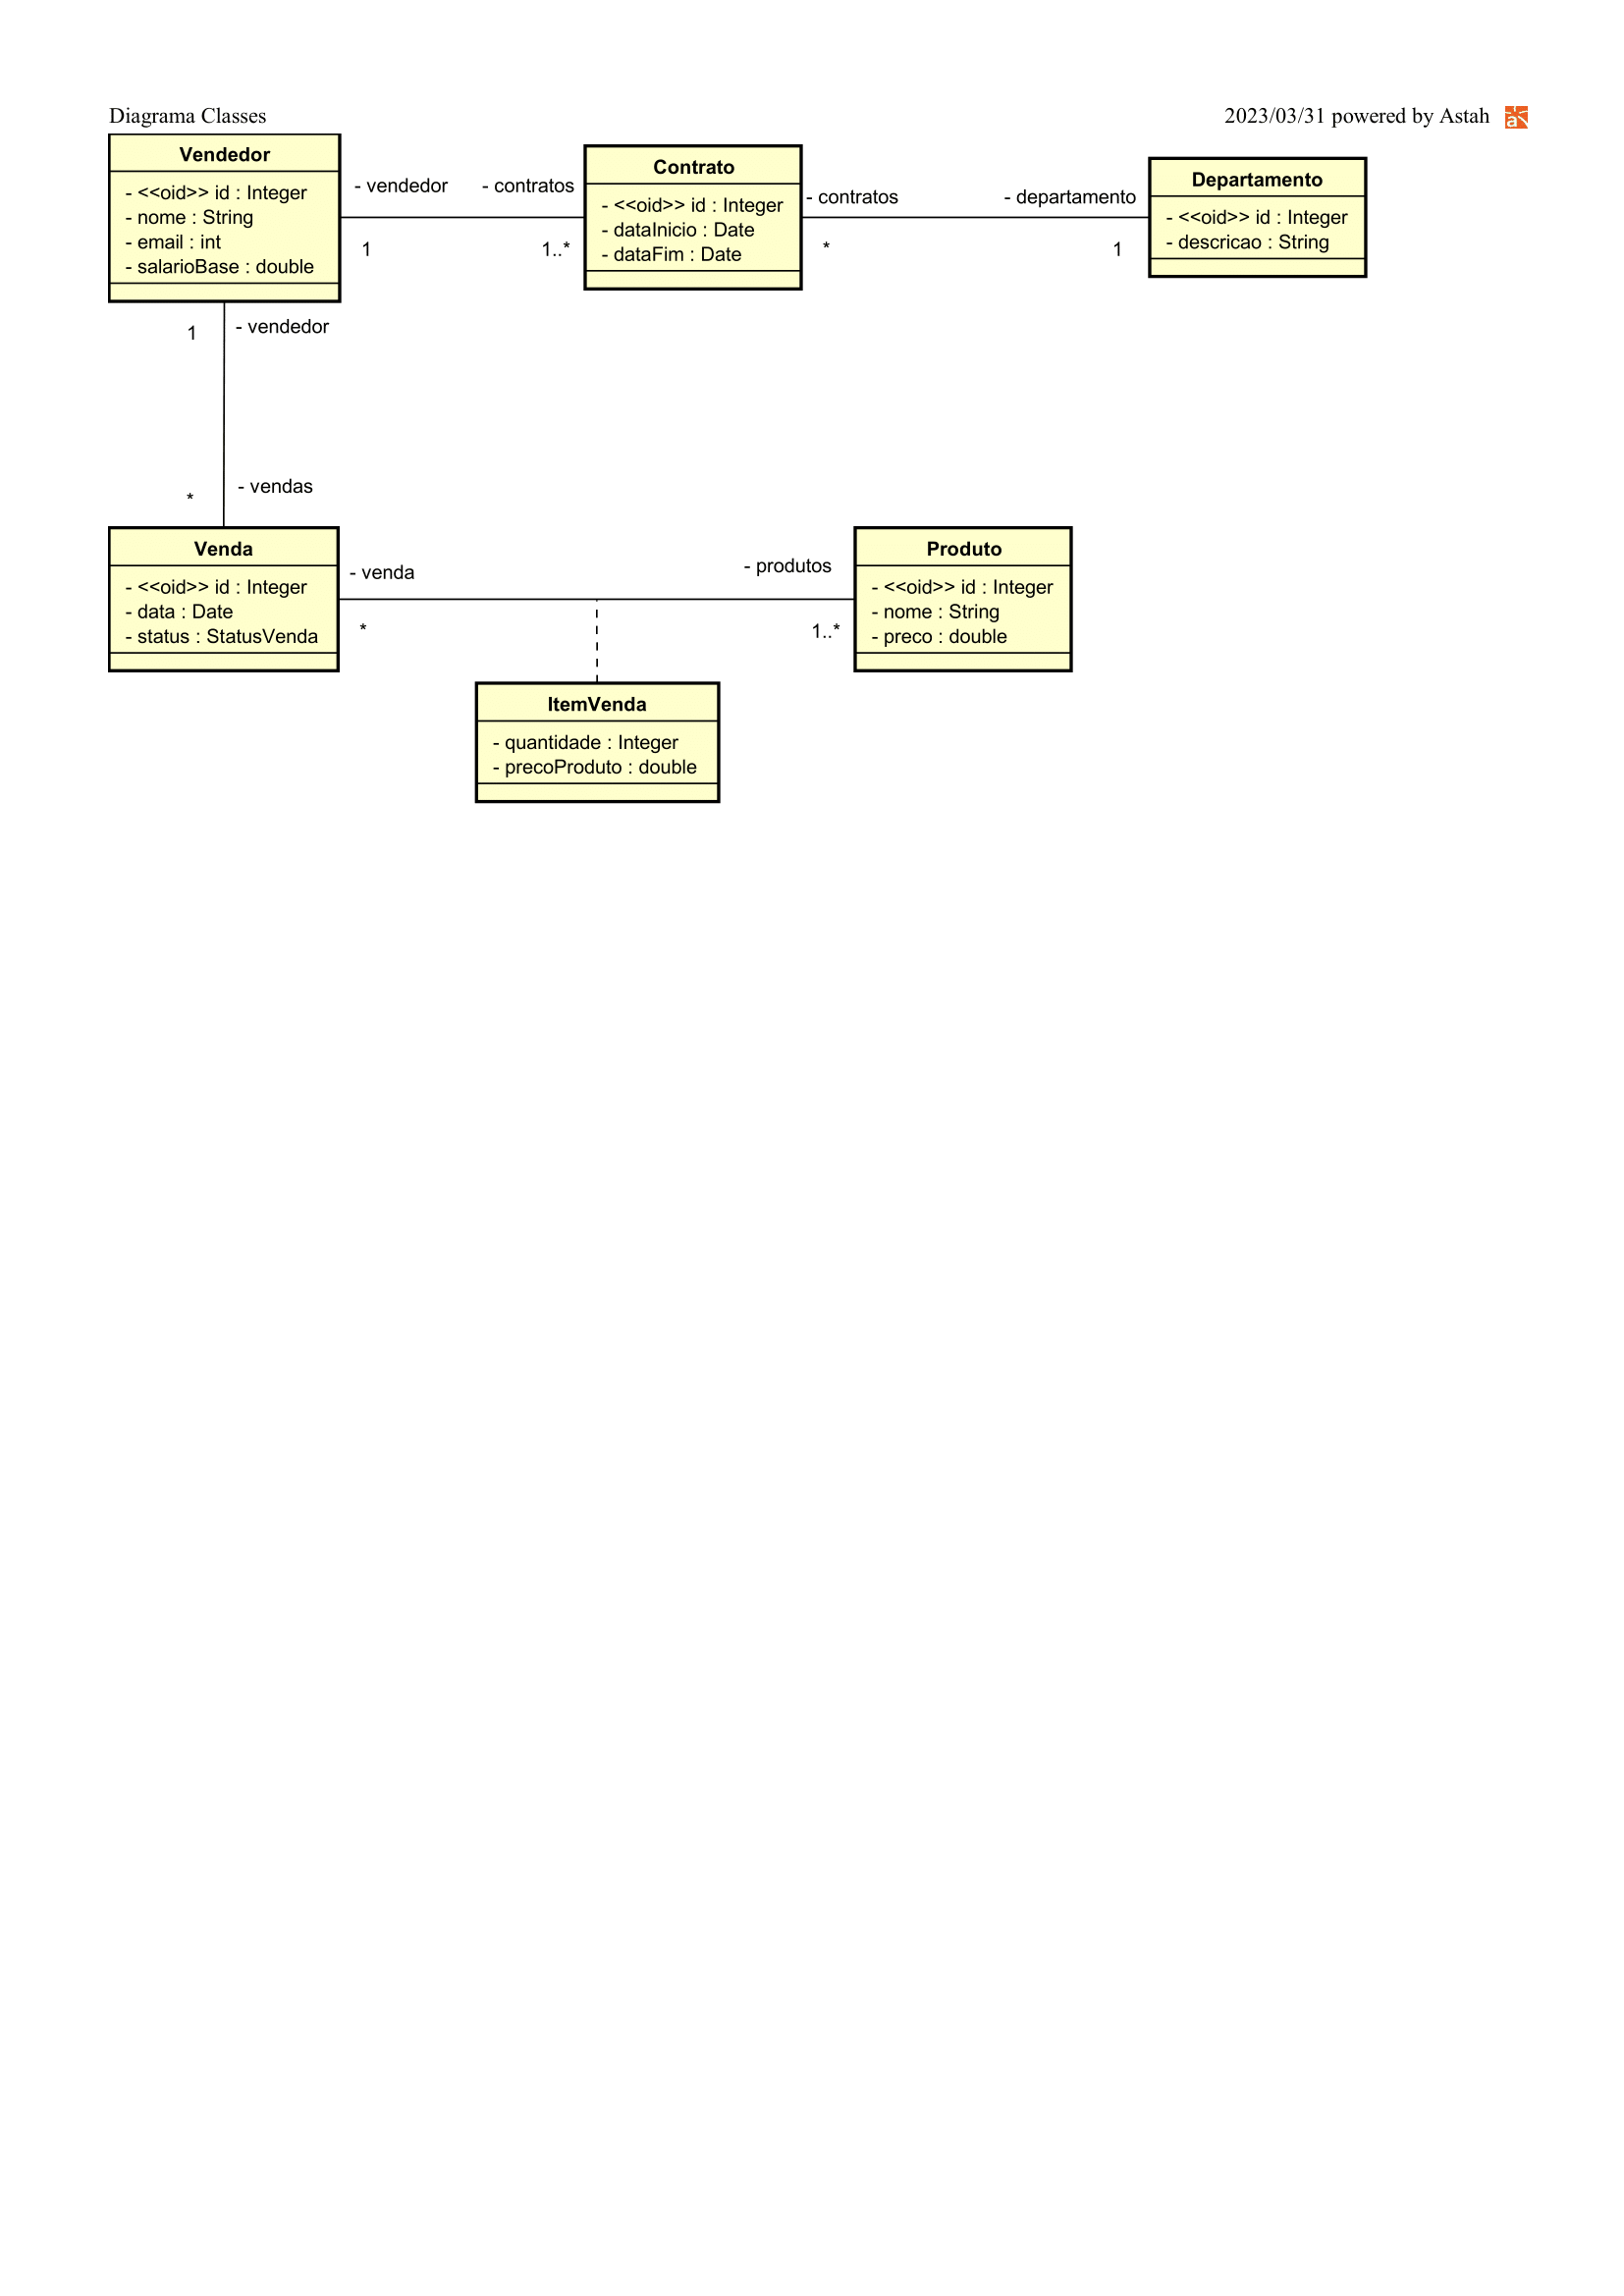 Diagrama Classes
2023/03/31 powered by Astah
Vendedor
- <<oid>> id : Integer
- nome : String
- email : int
- salarioBase : double
- vendedor
- contratos
1
1..*
Contrato
- <<oid>> id : Integer
- dataInicio : Date
- dataFim : Date
- contratos
- departamento
*
1
Departamento
- <<oid>> id : Integer
- descricao : String
1
- vendedor
- vendas
*
Venda
- <<oid>> id : Integer
- data : Date
- status : StatusVenda
- venda
- produtos
*
1..*
Produto
- <<oid>> id : Integer
- nome : String
- preco : double
ItemVenda
- quantidade : Integer
- precoProduto : double